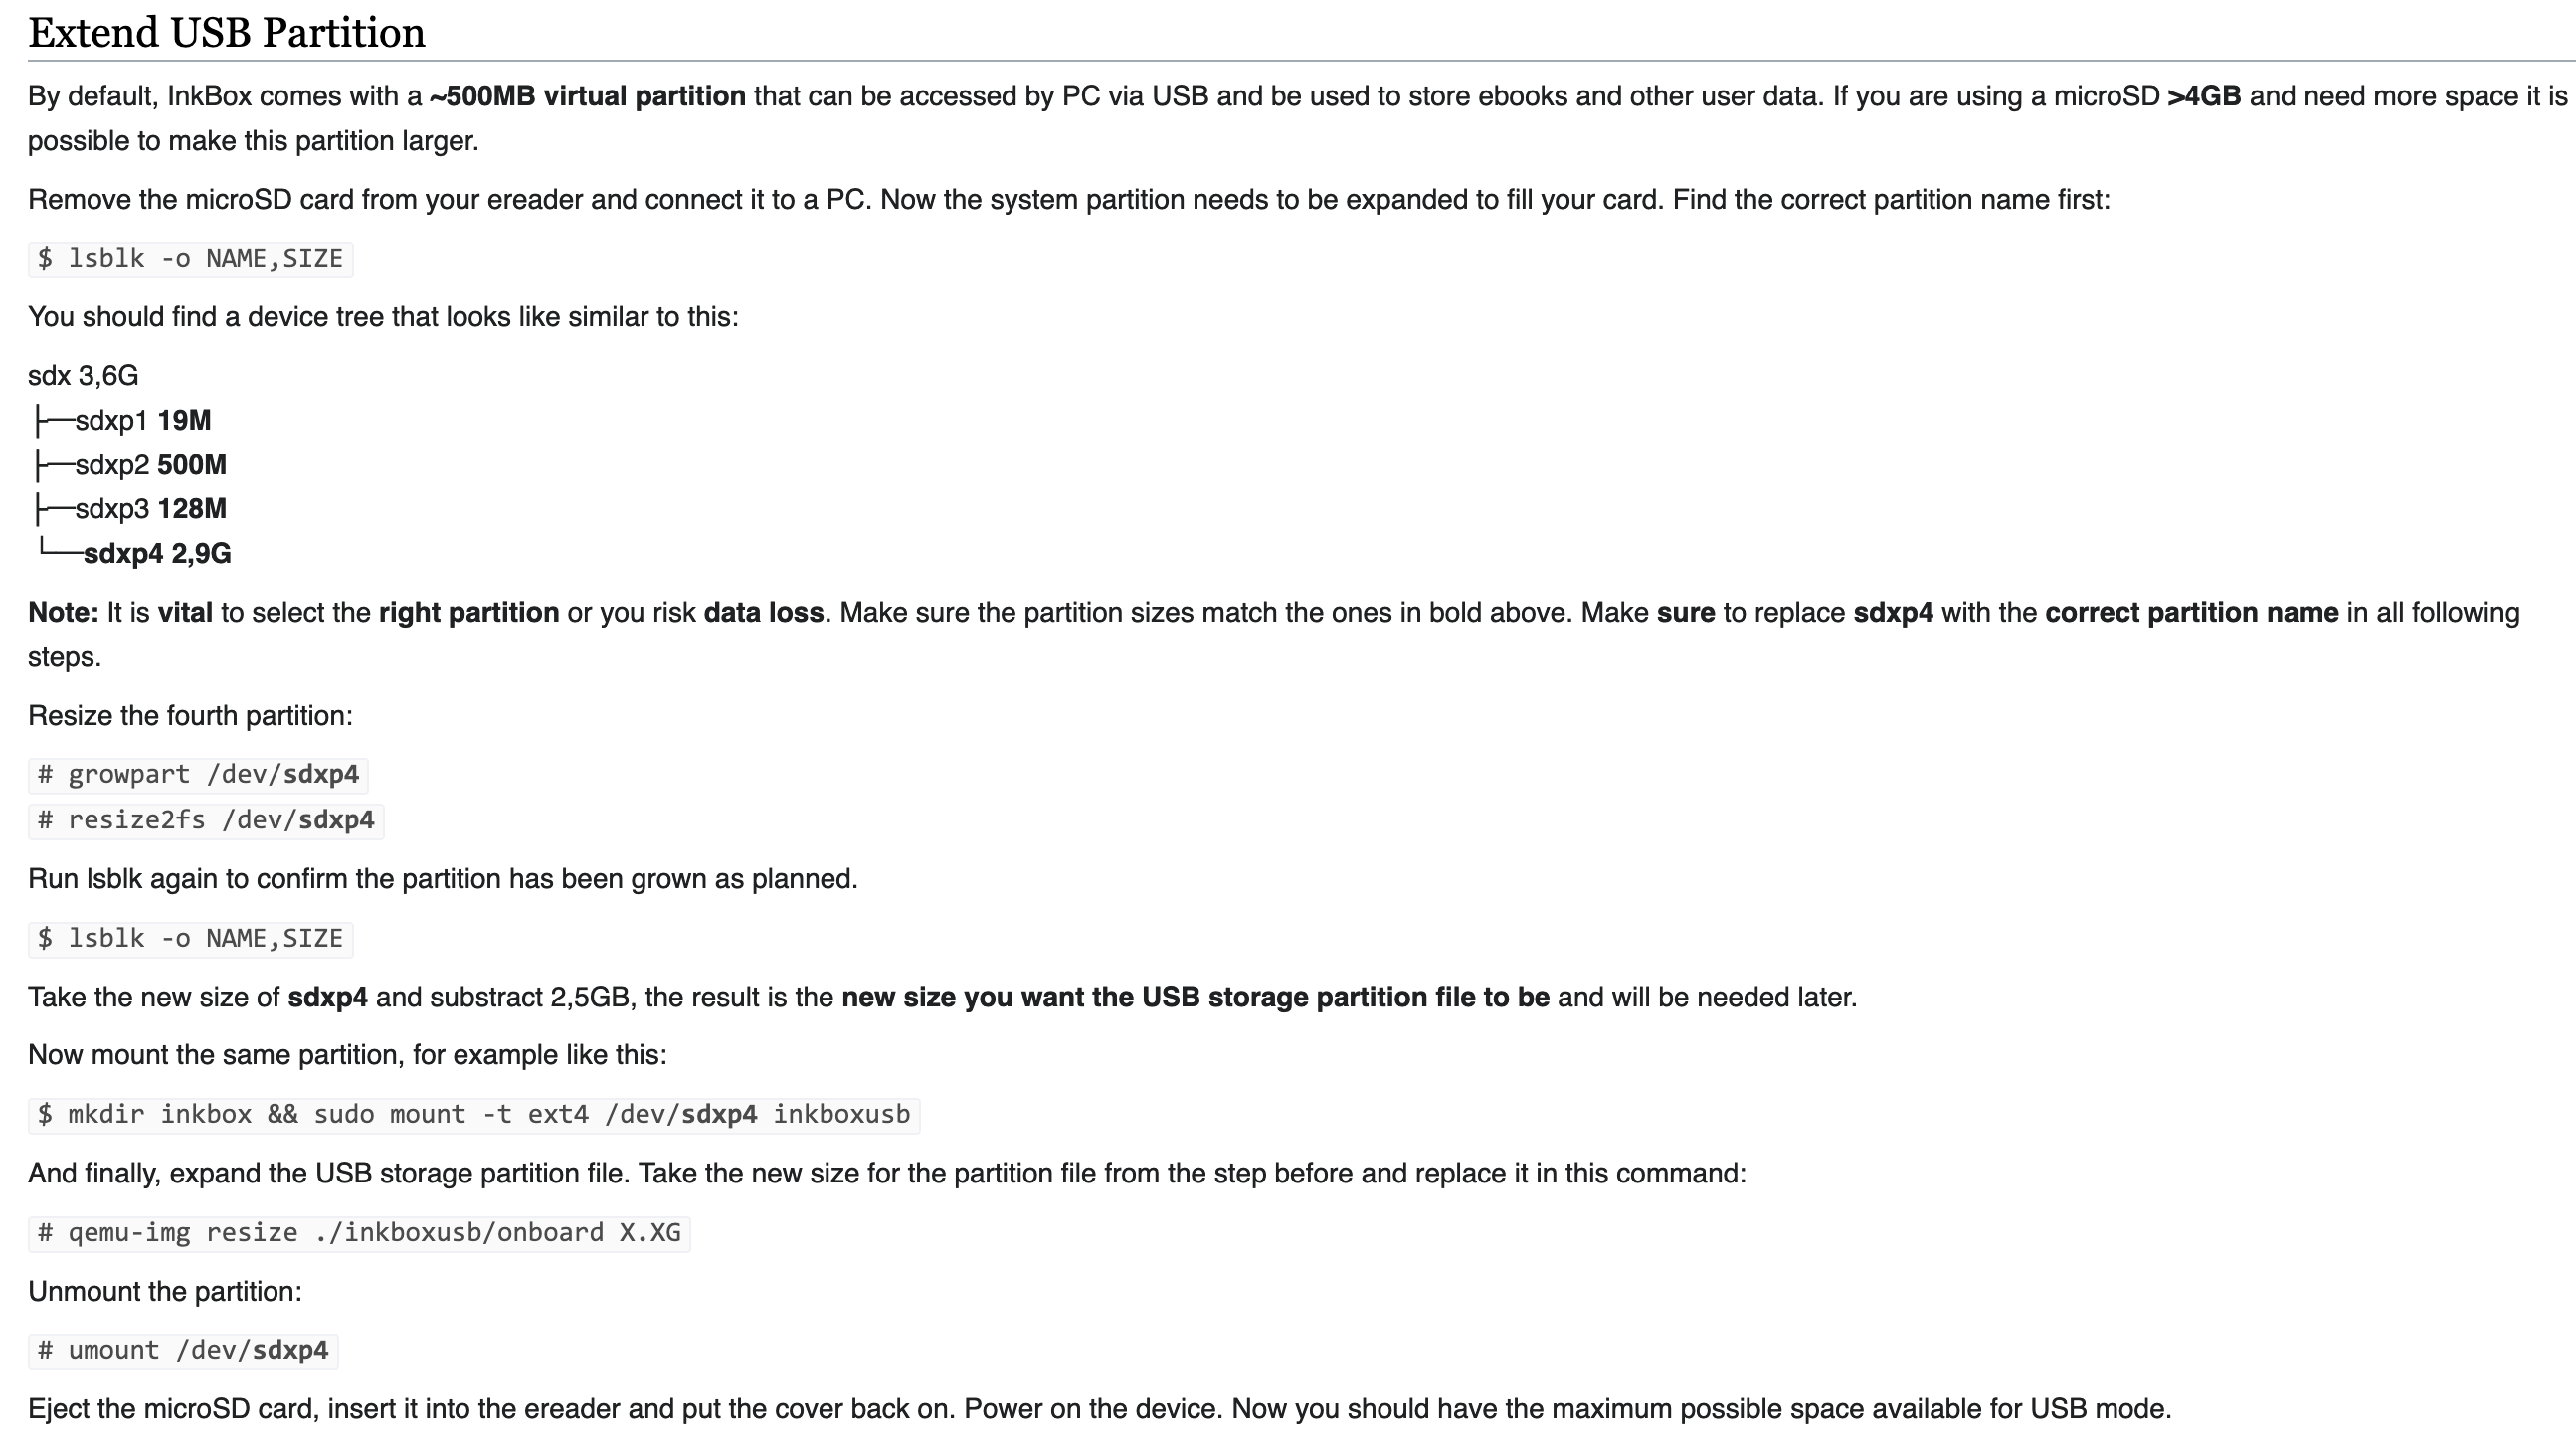 Extend USB Partition
By default, InkBox comes with a ~500MB virtual partition that can be accessed by PC via USB and be used to store ebooks and other user data. If you are using a microSD >4GB and need more space it is
possible to make this partition larger.
Remove the microSD card from your ereader and connect it to a PC. Now the system partition needs to be expanded to fill your card. Find the correct partition name first:
$ lsblk -o NAME,SIZE
You should find a device tree that looks like similar to this:
sdx 3,6G
├──sdxp1 19M
├──sdxp2 500M
├──sdxp3 128M
└──sdxp4 2,9G
Note: It is vital to select the right partition or you risk data loss. Make sure the partition sizes match the ones in bold above. Make sure to replace sdxp4 with the correct partition name in all following
steps.
Resize the fourth partition:
# growpart /dev/sdxp4
# resize2fs /dev/sdxp4
Run lsblk again to confirm the partition has been grown as planned.
$ lsblk -o NAME,SIZE
Take the new size of sdxp4 and substract 2,5GB, the result is the new size you want the USB storage partition file to be and will be needed later.
Now mount the same partition, for example like this:
$ mkdir inkbox && sudo mount -t ext4 /dev/sdxp4 inkboxusb
And finally, expand the USB storage partition file. Take the new size for the partition file from the step before and replace it in this command:
# qemu-img resize ./inkboxusb/onboard X.XG
Unmount the partition:
# umount /dev/sdxp4
Eject the microSD card, insert it into the ereader and put the cover back on. Power on the device. Now you should have the maximum possible space available for USB mode.